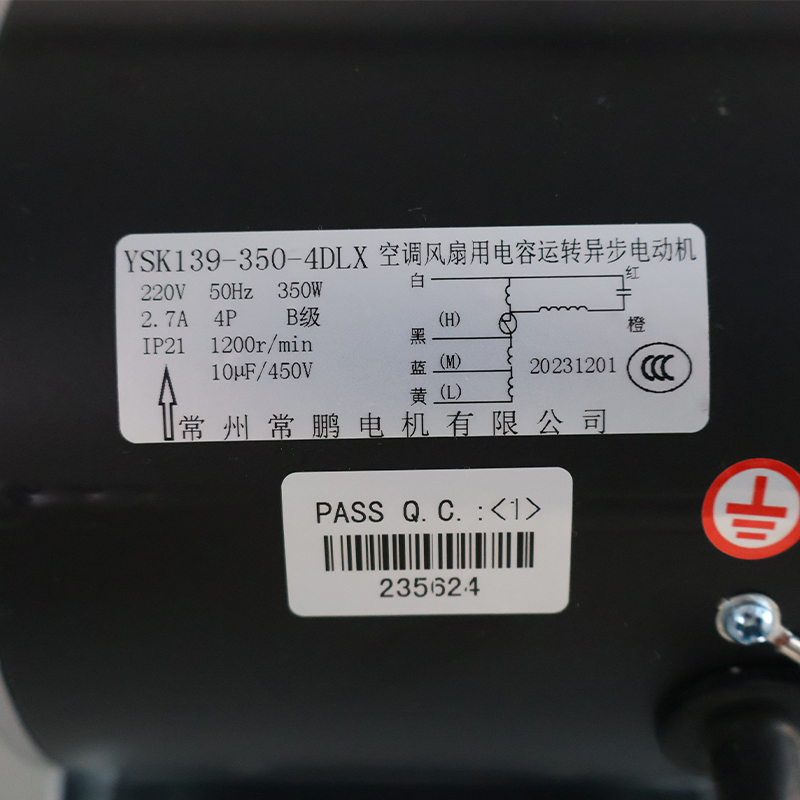 YSK139-350-4DLX 空调风扇用电容运转异步电动机
220V 50Hz 350W
2.7A 4P B级
IP21 1200r/min
10μF/450V
白
红
(H)
黑
橙
蓝 (M)
黄 (L)
20231201
CCC
常州常鹏电机有限公司
PASS Q.C.:<1>
235624